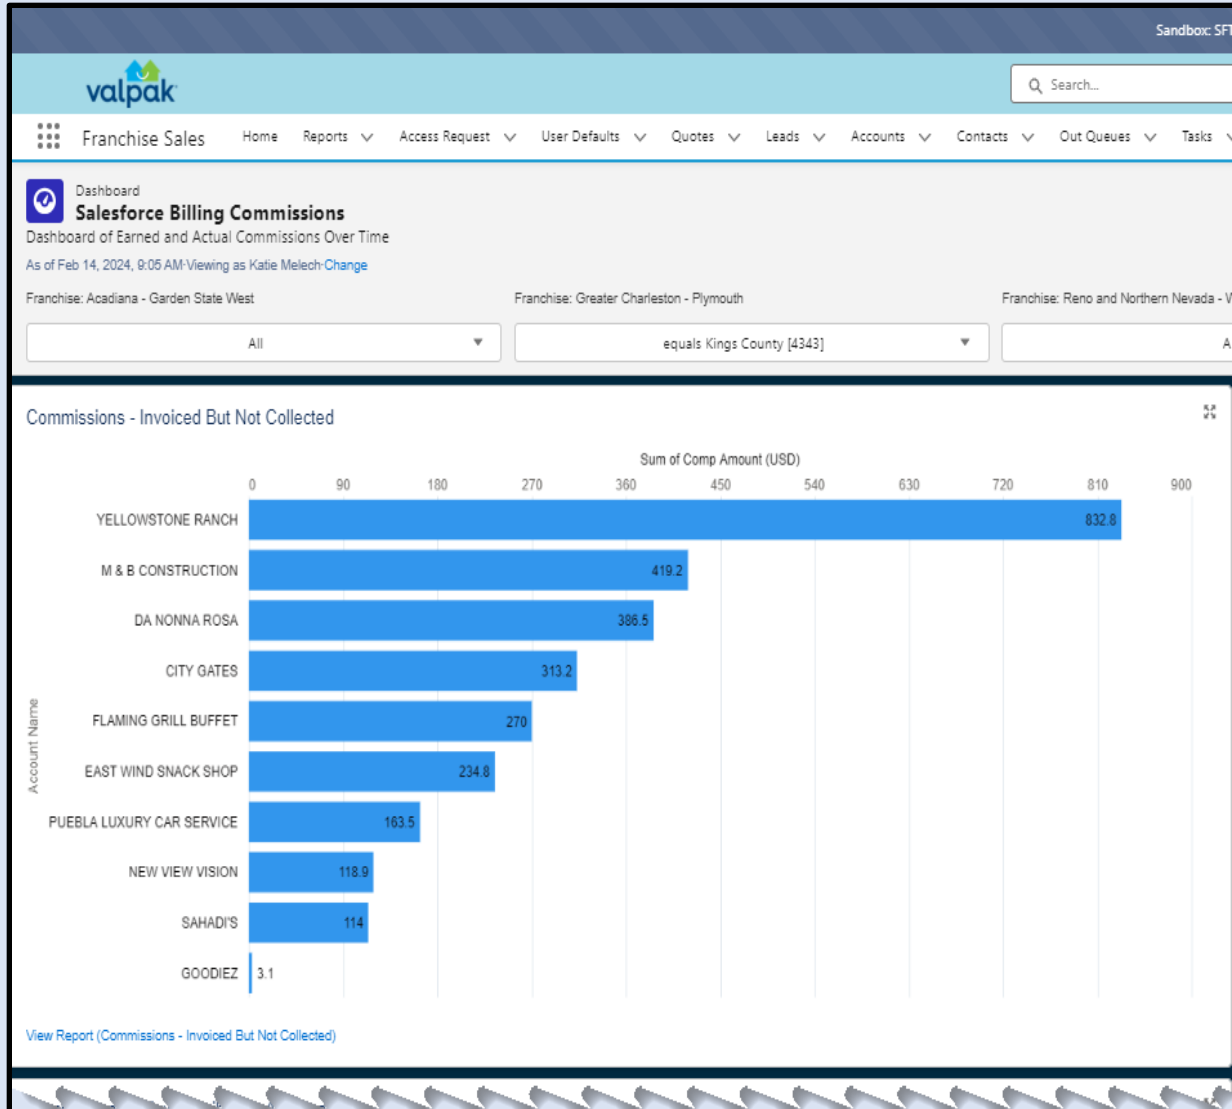 Sandbox: SFT
valpak
Search...
Franchise Sales Home Reports Access Request User Defaults Quotes Leads Accounts Contacts Out Queues Tasks
Dashboard
Salesforce Billing Commissions
Dashboard of Earned and Actual Commissions Over Time
As of Feb 14, 2024, 9:05 AM·Viewing as Katie Melech·Change
Franchise: Acadiana - Garden State West Franchise: Greater Charleston - Plymouth Franchise: Reno and Northern Nevada - W
All equals Kings County [4343] A
Commissions - Invoiced But Not Collected
Sum of Comp Amount (USD)
0 90 180 270 360 450 540 630 720 810 900
Account Name
YELLOWSTONE RANCH 832.8
M & B CONSTRUCTION 419.2
DA NONNA ROSA 386.5
CITY GATES 313.2
FLAMING GRILL BUFFET 270
EAST WIND SNACK SHOP 234.8
PUEBLA LUXURY CAR SERVICE 163.5
NEW VIEW VISION 118.9
SAHADI'S 114
GOODIEZ 3.1
View Report (Commissions - Invoiced But Not Collected)